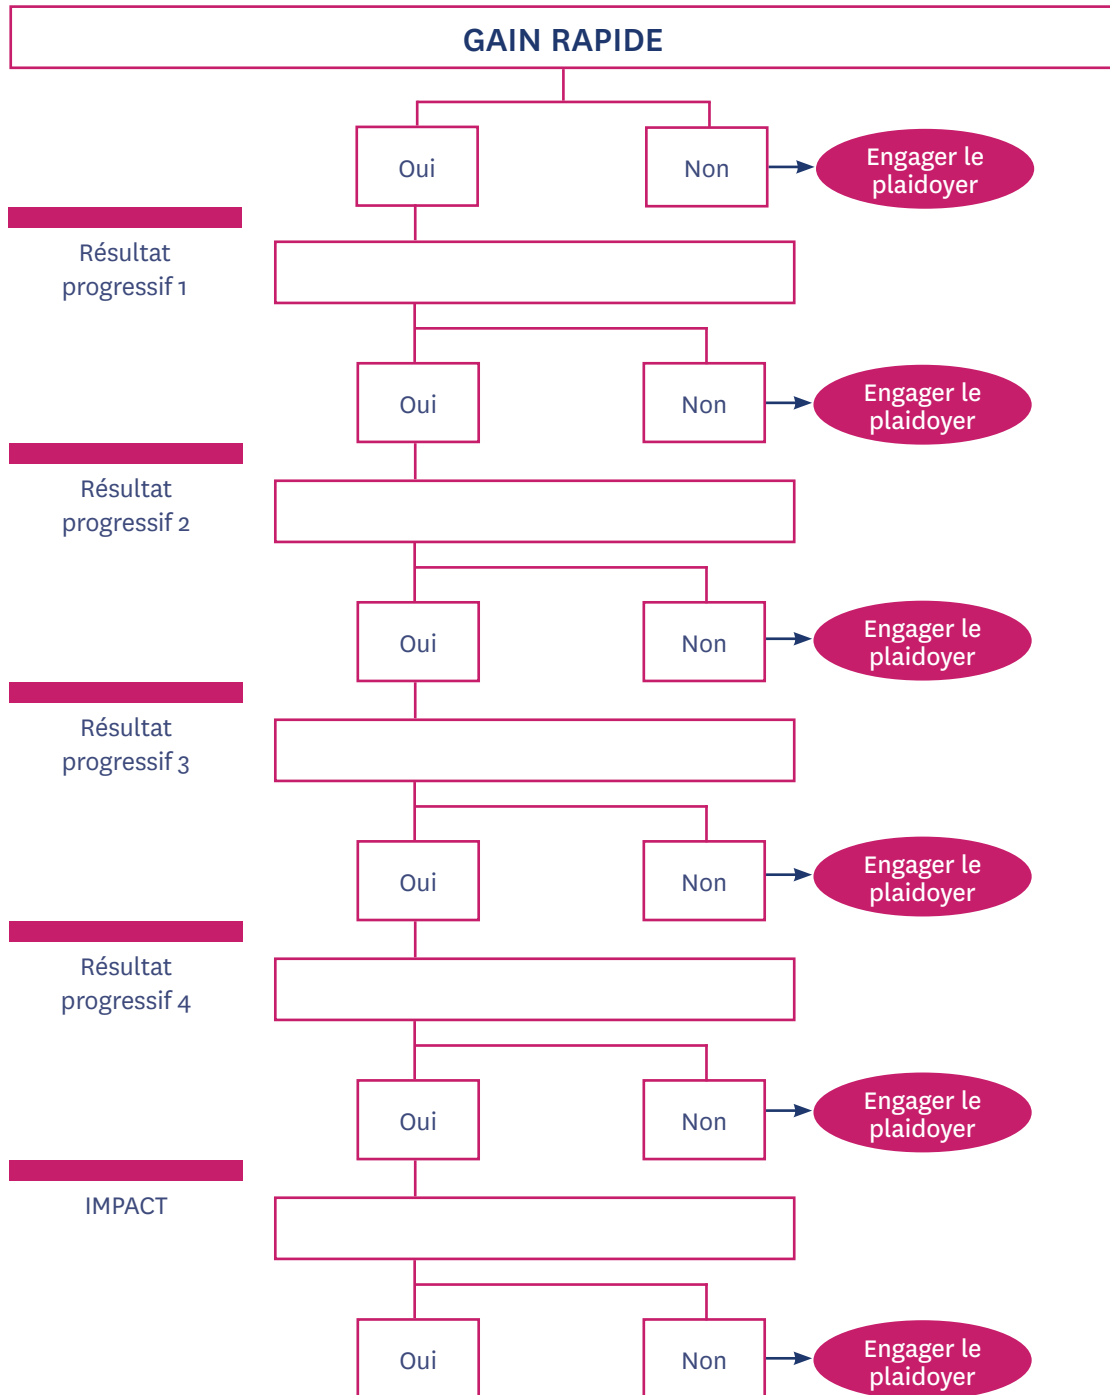 GAIN RAPIDE
Oui
Non
Engager le
plaidoyer
Résultat
progressif 1
Oui
Non
Engager le
plaidoyer
Résultat
progressif 2
Oui
Non
Engager le
plaidoyer
Résultat
progressif 3
Oui
Non
Engager le
plaidoyer
Résultat
progressif 4
Oui
Non
Engager le
plaidoyer
IMPACT
Oui
Non
Engager le
plaidoyer